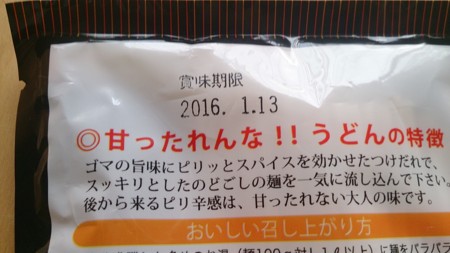 賞味期限
2016. 1.13
◎甘ったれんな!!うどんの特徴
ゴマの旨味にピリッとスパイスを効かせたつけだれで、
スッキリとしたのどごしの麺を一気に流し込んで下さい。
後から来るピリ辛感は、甘ったれない大人の味です。
おいしい召し上がり方